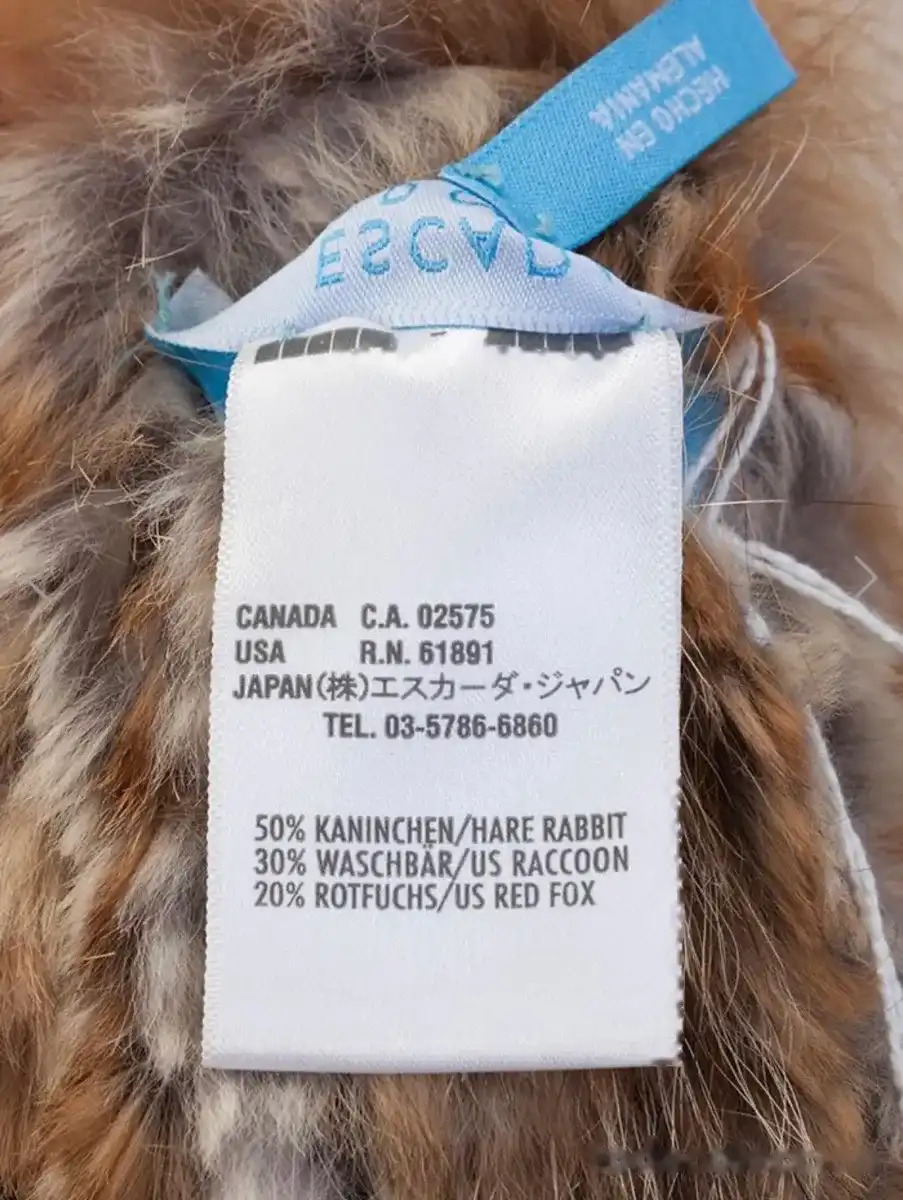 HECHO EN
ALEMANIA
ESCAD
CANADA C.A. 02575
USA R.N. 61891
JAPAN(株)エスカーダ・ジャパン
TEL. 03-5786-6860
50% KANINCHEN/HARE RABBIT
30% WASCHBÄR/US RACCOON
20% ROTFUCHS/US RED FOX